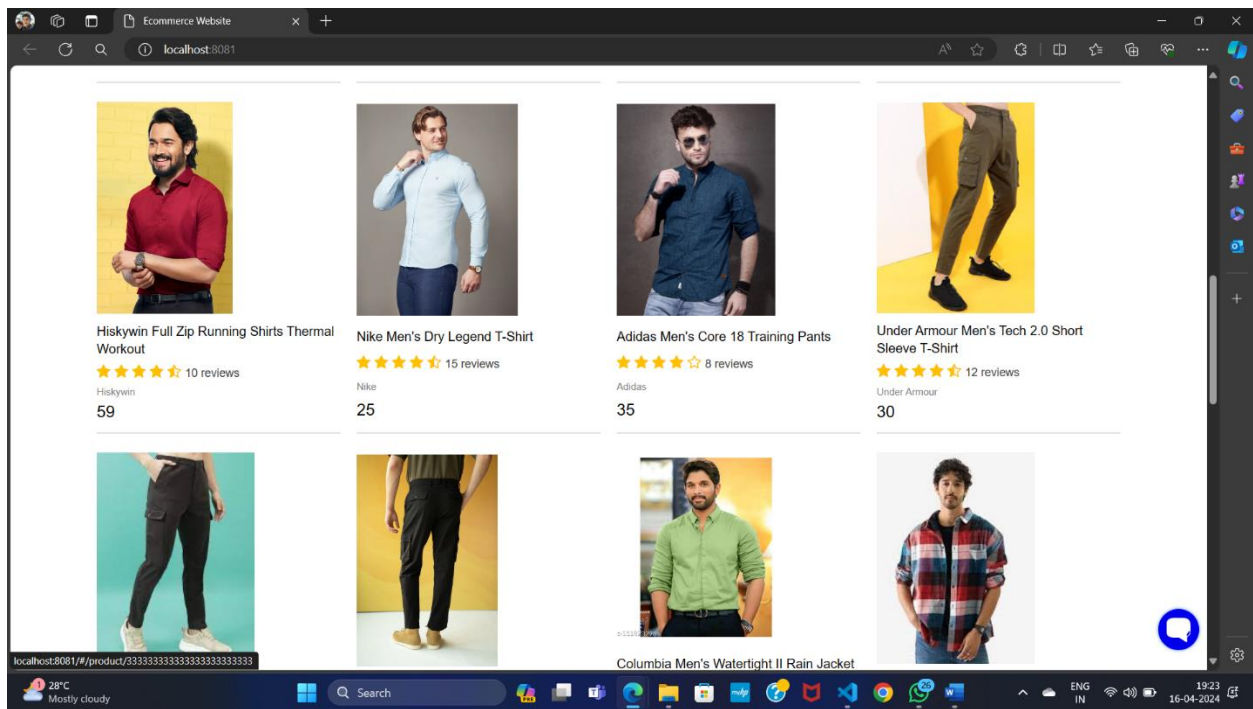 Ecommerce Website
localhost:8081
Hiskywin Full Zip Running Shirts Thermal
Workout
10 reviews
Hiskywin
59
Nike Men's Dry Legend T-Shirt
15 reviews
Nike
25
Adidas Men's Core 18 Training Pants
8 reviews
Adidas
35
Under Armour Men's Tech 2.0 Short
Sleeve T-Shirt
12 reviews
Under Armour
30
Columbia Men's Watertight II Rain Jacket
localhost:8081/#/product/333333333333333333333333
1
28°C
Mostly cloudy
Search
26
ENG
IN
19:23
16-04-2024